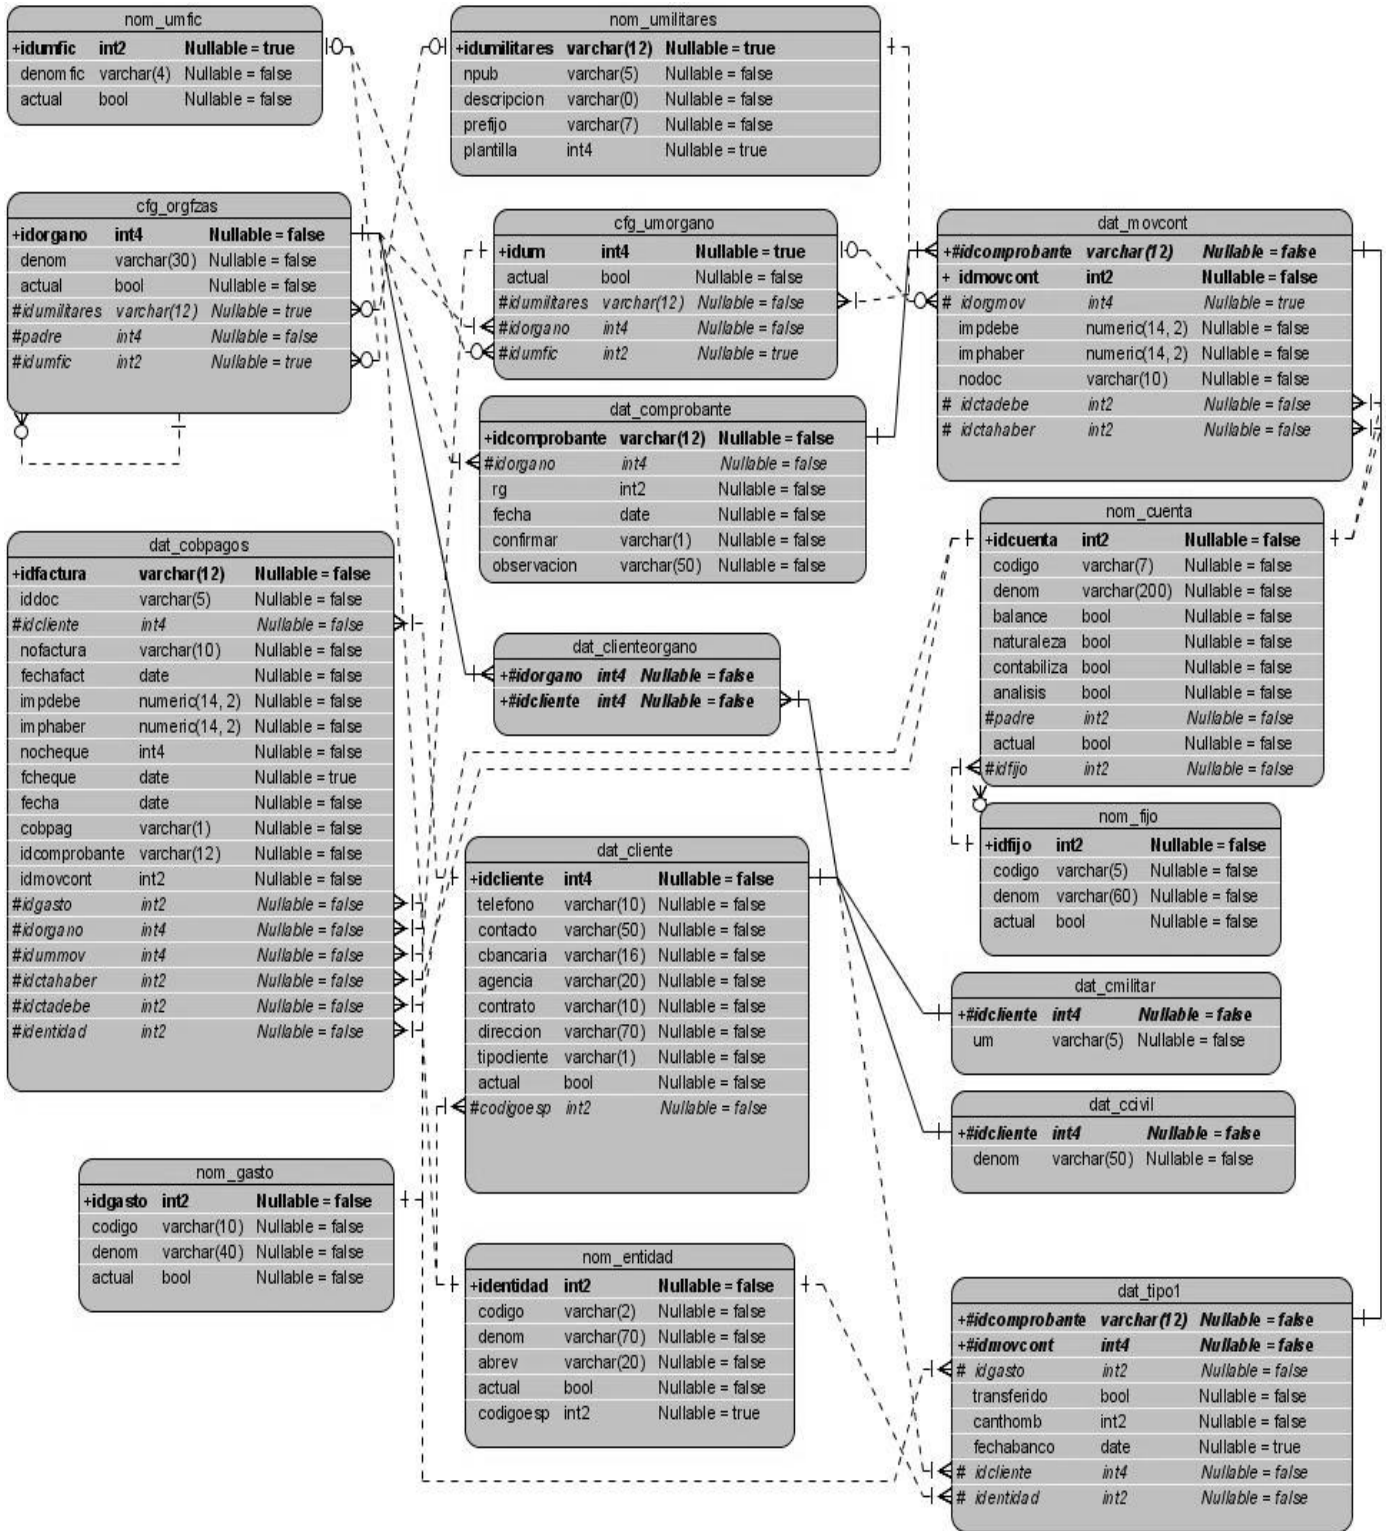 nom_umfic
+idumfic int2 Nullable = true
denomfic varchar(4) Nullable = false
actual bool Nullable = false
nom_umilitares
+idumilitares varchar(12) Nullable = true
npub varchar(5) Nullable = false
descripcion varchar(0) Nullable = false
prefijo varchar(7) Nullable = false
plantilla int4 Nullable = true
cfg_orgfzas
+idorgano int4 Nullable = false
denom varchar(30) Nullable = false
actual bool Nullable = false
#idumilitares varchar(12) Nullable = true
#padre int4 Nullable = false
#idumfic int2 Nullable = true
cfg_umorgano
+idum int4 Nullable = true
actual bool Nullable = false
#idumilitares varchar(12) Nullable = false
#idorgano int4 Nullable = false
#idumfic int2 Nullable = true
dat_movcont
+#idcomprobante varchar(12) Nullable = false
+ idmovcont int2 Nullable = false
# idorgmov int4 Nullable = true
impdebe numeric(14, 2) Nullable = false
imphaber numeric(14, 2) Nullable = false
nodoc varchar(10) Nullable = false
# idctadebe int2 Nullable = false
# idctahaber int2 Nullable = false
dat_comprobante
+idcomprobante varchar(12) Nullable = false
#idorgano int4 Nullable = false
rg int2 Nullable = false
fecha date Nullable = false
confirmar varchar(1) Nullable = false
observacion varchar(50) Nullable = false
nom_cuenta
+idcuenta int2 Nullable = false
codigo varchar(7) Nullable = false
denom varchar(200) Nullable = false
balance bool Nullable = false
naturaleza bool Nullable = false
contabiliza bool Nullable = false
analisis bool Nullable = false
#padre int2 Nullable = false
actual bool Nullable = false
#idfijo int2 Nullable = false
dat_cobpagos
+idfactura varchar(12) Nullable = false
iddoc varchar(5) Nullable = false
#idcliente int4 Nullable = false
nofactura varchar(10) Nullable = false
fechafact date Nullable = false
impdebe numeric(14, 2) Nullable = false
imphaber numeric(14, 2) Nullable = false
nocheque int4 Nullable = false
fcheque date Nullable = true
fecha date Nullable = false
cobpag varchar(1) Nullable = false
idcomprobante varchar(12) Nullable = false
idmovcont int2 Nullable = false
#idgasto int2 Nullable = false
#idorgano int4 Nullable = false
#idummov int4 Nullable = false
#idctahaber int2 Nullable = false
#idctadebe int2 Nullable = false
#identidad int2 Nullable = false
dat_clienteorgano
+#idorgano int4 Nullable = false
+#idcliente int4 Nullable = false
nom_fijo
+idfijo int2 Nullable = false
codigo varchar(5) Nullable = false
denom varchar(60) Nullable = false
actual bool Nullable = false
dat_cliente
+idcliente int4 Nullable = false
telefono varchar(10) Nullable = false
contacto varchar(50) Nullable = false
cbancaria varchar(16) Nullable = false
agencia varchar(20) Nullable = false
contrato varchar(10) Nullable = false
direccion varchar(70) Nullable = false
tipocliente varchar(1) Nullable = false
actual bool Nullable = false
#codigoesp int2 Nullable = false
dat_cmilitar
+#idcliente int4 Nullable = false
um varchar(5) Nullable = false
dat_ccivil
+#idcliente int4 Nullable = false
denom varchar(50) Nullable = false
nom_gasto
+idgasto int2 Nullable = false
codigo varchar(10) Nullable = false
denom varchar(40) Nullable = false
actual bool Nullable = false
nom_entidad
+identidad int2 Nullable = false
codigo varchar(2) Nullable = false
denom varchar(70) Nullable = false
abrev varchar(20) Nullable = false
actual bool Nullable = false
codigoesp int2 Nullable = true
dat_tipo1
+#idcomprobante varchar(12) Nullable = false
+#idmovcont int4 Nullable = false
# idgasto int2 Nullable = false
transferido bool Nullable = false
canthomb int2 Nullable = false
fechabanco date Nullable = true
# idcliente int4 Nullable = false
# identidad int2 Nullable = false